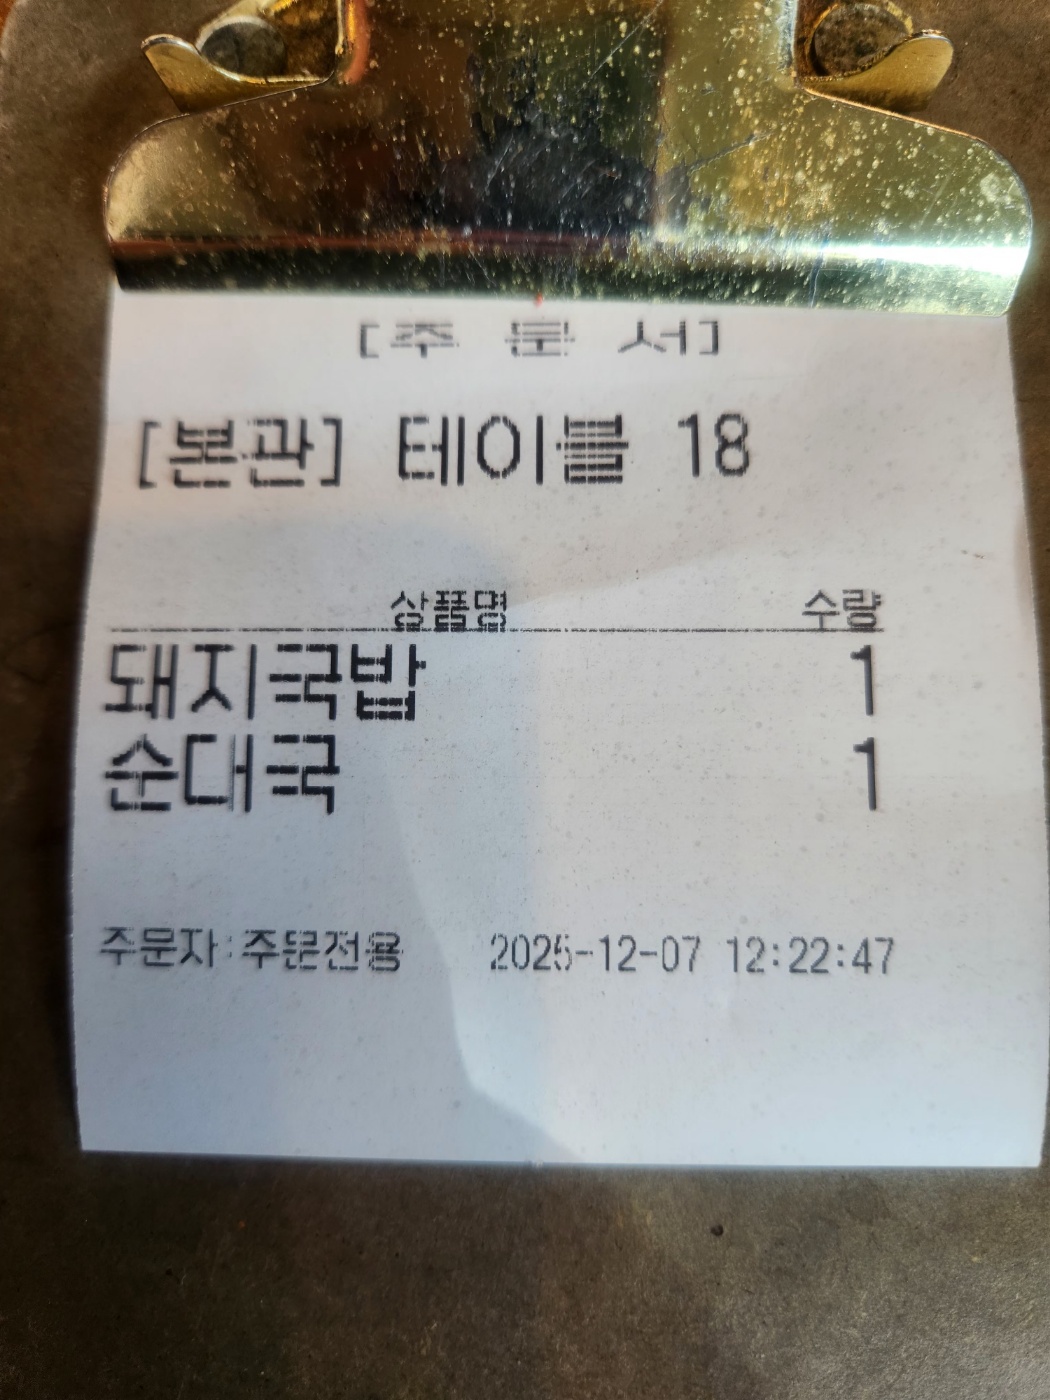 [주 문 서]
[본관] 테이블 18
상품명 수량
돼지국밥 1
순대국 1
주문자:주문전용 2025-12-07 12:22:47